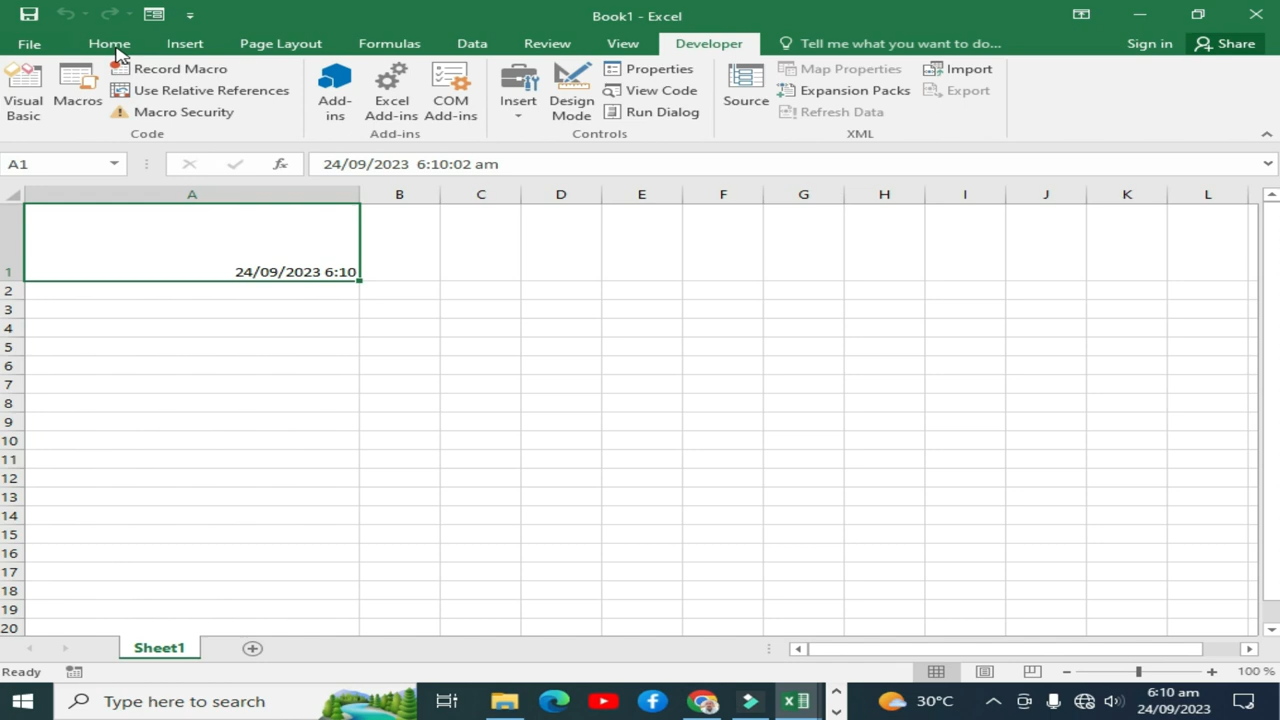 Book1 - Excel
File Home Insert Page Layout Formulas Data Review View Developer Tell me what you want to do... Sign in Share
Visual Basic
Macros
Record Macro
Use Relative References
Macro Security
Code
Add-ins
Excel Add-ins
COM Add-ins
Add-ins
Insert
Design Mode
Properties
View Code
Run Dialog
Controls
Source
Map Properties
Expansion Packs
Refresh Data
Import
Export
XML
A1 fx 24/09/2023 6:10:02 am
A B C D E F G H I J K L
1 24/09/2023 6:10
2
3
4
5
6
7
8
9
10
11
12
13
14
15
16
17
18
19
20
Sheet1
Ready 100 %
Type here to search 30°C 6:10 am
24/09/2023